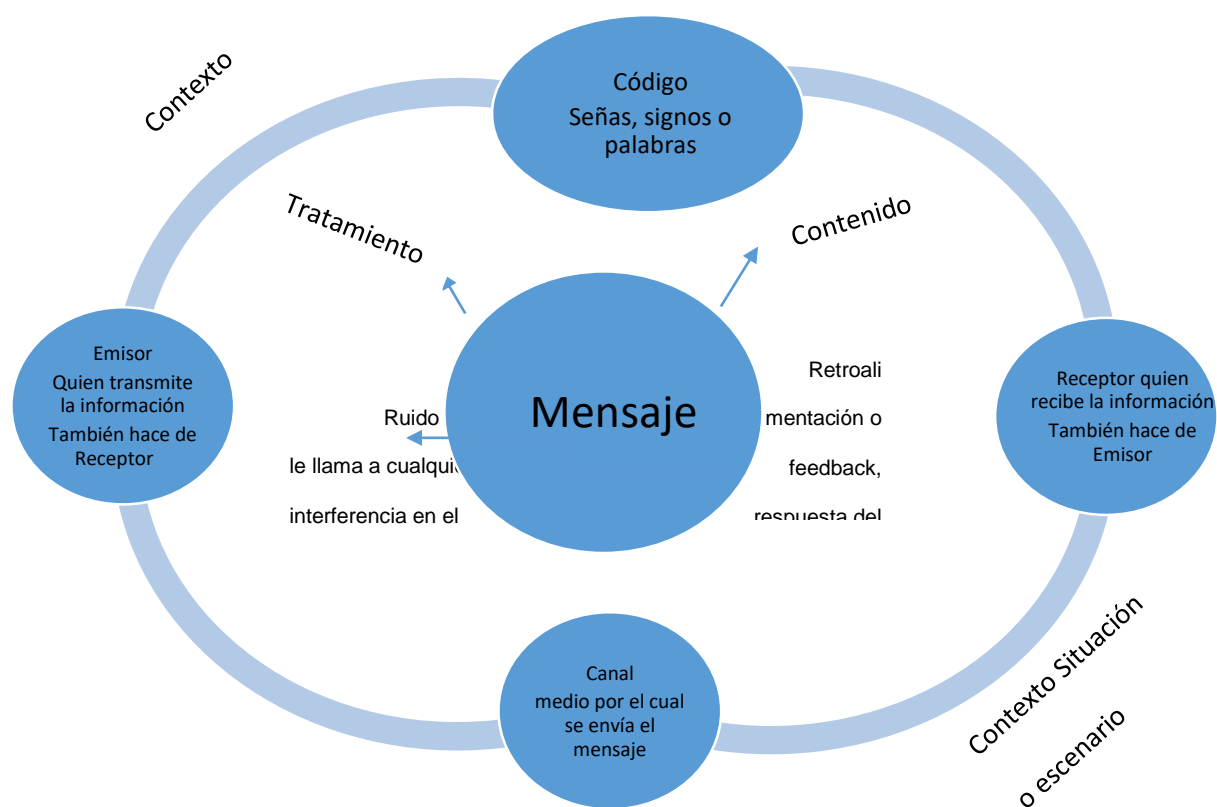 Contexto
Código
Señas, signos o
palabras
Tratamiento
Contenido
Emisor
Quien transmite
la información
También hace de
Receptor
Ruido
le llama a
interferencia en el
Mensaje
Retroali
mentación o
feedback,
respuesta del
Receptor quien
recibe la información
También hace de
Emisor
Canal
medio por el cual
se envía el
mensaje
Contexto Situación
o escenario